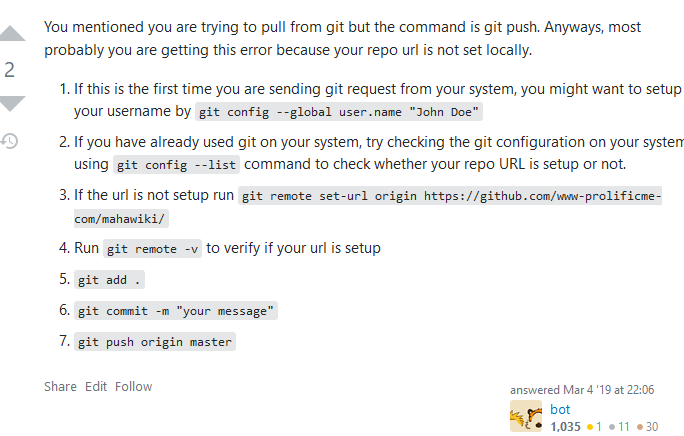 You mentioned you are trying to pull from git but the command is git push. Anyways, most
probably you are getting this error because your repo url is not set locally.
2
1. If this is the first time you are sending git request from your system, you might want to setup
your username by git config --global user.name "John Doe"
2. If you have already used git on your system, try checking the git configuration on your system
using git config --list command to check whether your repo URL is setup or not.
3. If the url is not setup run git remote set-url origin https://github.com/www-prolificme-
com/mahawiki/
4. Run git remote -v to verify if your url is setup
5. git add .
6. git commit -m "your message"
7. git push origin master
Share Edit Follow
answered Mar 4 '19 at 22:06
bot
1,035 ●1 ●11 ●30